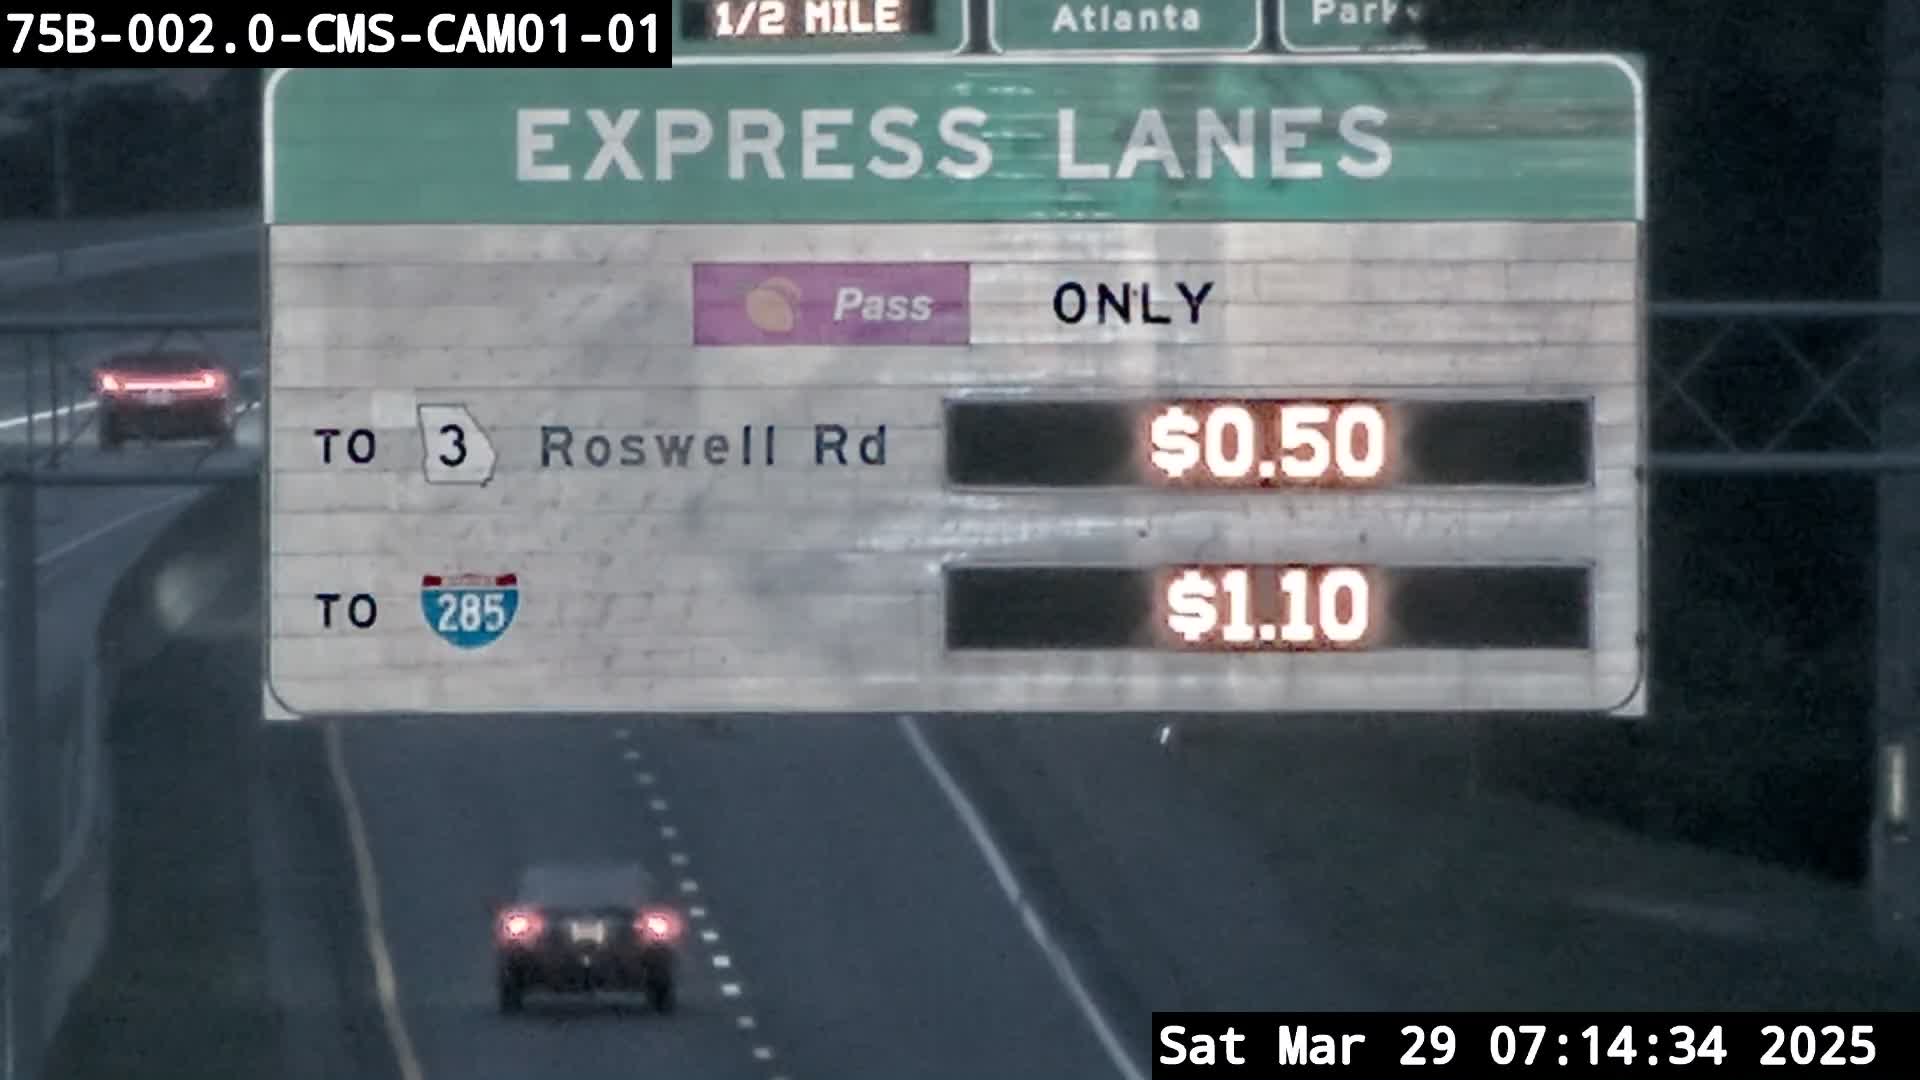 75B-002.0-CMS-CAM01-01
1/2 MILE
Atlanta
EXPRESS LANES
Pass ONLY
TO 3 Roswell Rd $0.50
TO 285 $1.10
Sat Mar 29 07:14:34 2025